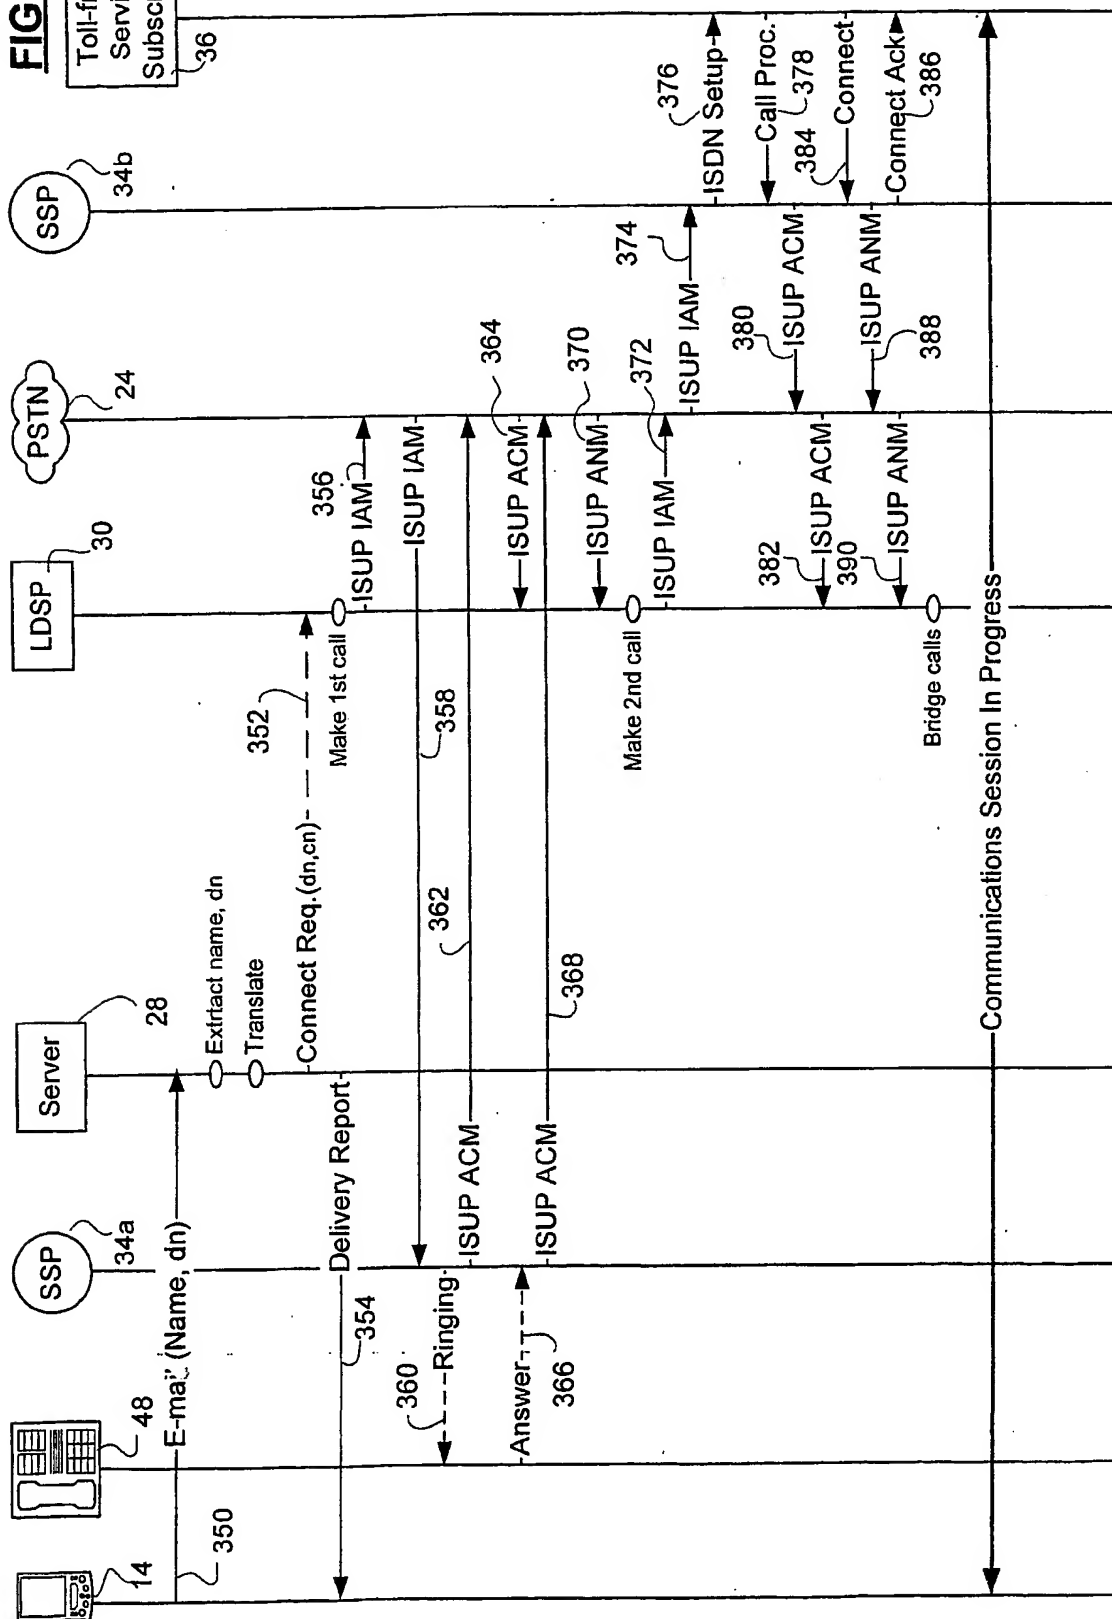 FIG
Toll-f
Servi
Subsc
36
SSP
34b
PSTN
24
LDSP
30
Server
28
SSP
34a
48
14
E-mail (Name, dn)
350
Extrtact name, dn
Translate
Connect Req.(dn,cn)
352
Delivery Report
354
Make 1st call
ISUP IAM
356
ISUP IAM
358
Ringing
360
ISUP ACM
362
ISUP ACM
364
Answer
366
ISUP ACM
368
ISUP ANM
370
Make 2nd call
ISUP IAM
372
ISUP IAM
374
ISDN Setup
376
Call Proc.
378
ISUP ACM
380
ISUP ACM
382
Connect
384
Connect Ack
386
ISUP ANM
388
ISUP ANM
390
Bridge calls
Communications Session In Progress